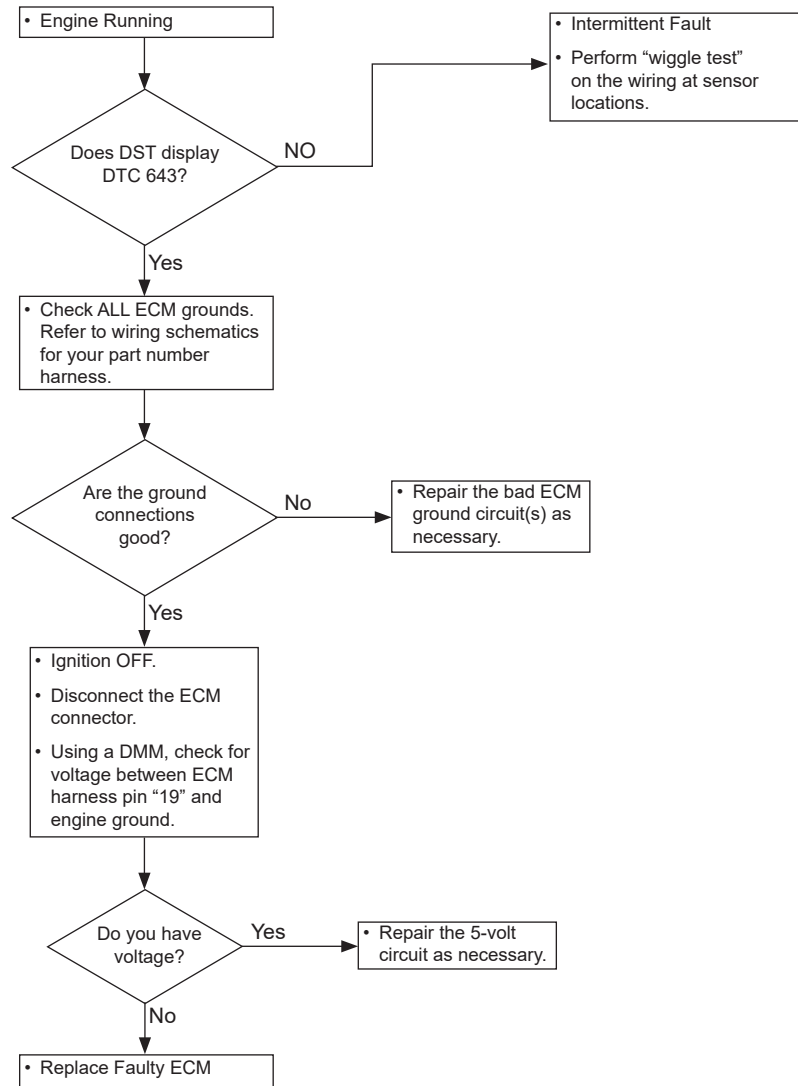 • Engine Running
• Intermittent Fault
• Perform “wiggle test”
on the wiring at sensor
locations.
Does DST display
DTC 643?
NO
Yes
• Check ALL ECM grounds.
Refer to wiring schematics
for your part number
harness.
Are the ground
connections
good?
No
• Repair the bad ECM
ground circuit(s) as
necessary.
Yes
• Ignition OFF.
• Disconnect the ECM
connector.
• Using a DMM, check for
voltage between ECM
harness pin “19” and
engine ground.
Do you have
voltage?
Yes
• Repair the 5-volt
circuit as necessary.
No
• Replace Faulty ECM